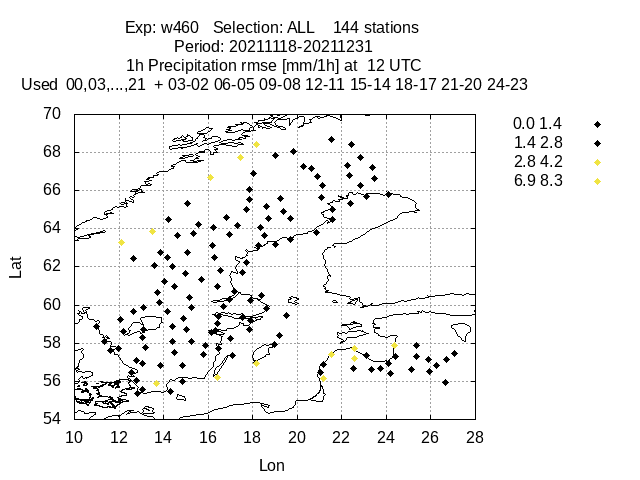 Exp: w460 Selection: ALL 144 stations
Period: 20211118-20211231
1h Precipitation rmse [mm/1h] at 12 UTC
Used 00,03,...,21 + 03-02 06-05 09-08 12-11 15-14 18-17 21-20 24-23
70
68
66
64
62
60
58
56
54
Lat
10 12 14 16 18 20 22 24 26 28
Lon
0.0 1.4
1.4 2.8
2.8 4.2
6.9 8.3